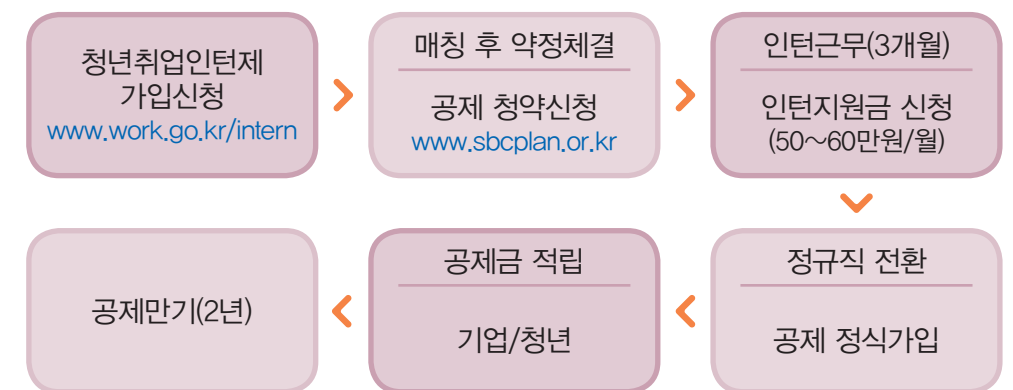 청년취업인턴제
가입신청
www.work.go.kr/intern
매칭 후 약정체결
공제 청약신청
www.sbcplan.or.kr
인턴근무(3개월)
인턴지원금 신청
(50~60만원/월)
정규직 전환
공제 정식가입
공제금 적립
기업/청년
공제만기(2년)